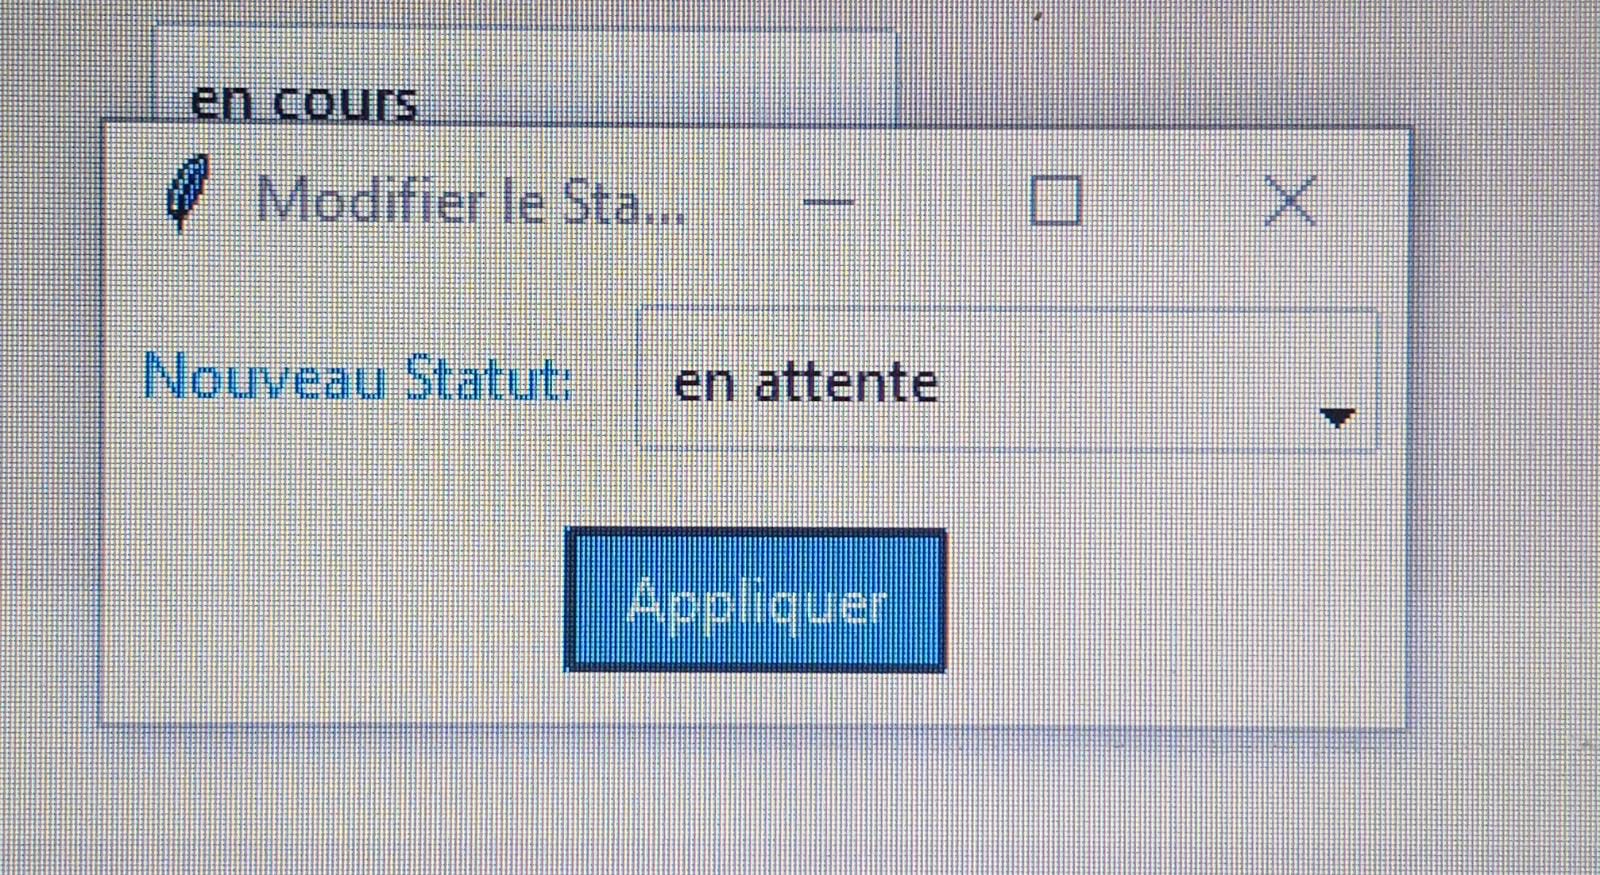 en cours
Modifier le Sta...
Nouveau Statut:
en attente
Appliquer